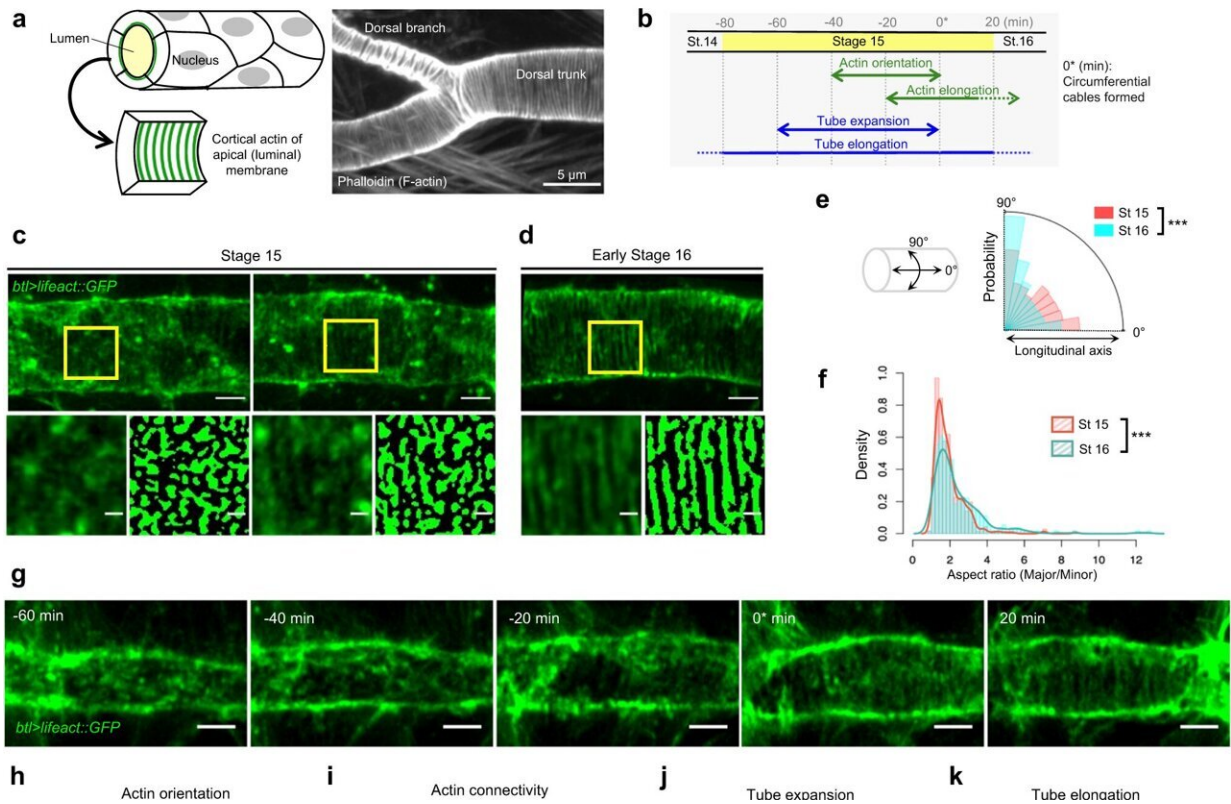 a
Lumen
Nucleus
Cortical actin of
apical (luminal)
membrane
Dorsal branch
Dorsal trunk
Phalloidin (F-actin)
5 µm
b
-80 -60 -40 -20 0* 20 (min)
St.14 Stage 15 St.16
Actin orientation
Actin elongation
Tube expansion
Tube elongation
0* (min):
Circumferential
cables formed
c
Stage 15
btl>lifeact::GFP
d
Early Stage 16
e
90°
0°
90°
Probability
0°
Longitudinal axis
St 15
St 16
***
f
Density
0.0 0.2 0.4 0.6 0.8 1.0
0 2 4 6 8 10 12
Aspect ratio (Major/Minor)
St 15
St 16
***
g
-60 min
-40 min
-20 min
0* min
20 min
btl>lifeact::GFP
h
Actin orientation
i
Actin connectivity
j
Tube expansion
k
Tube elongation